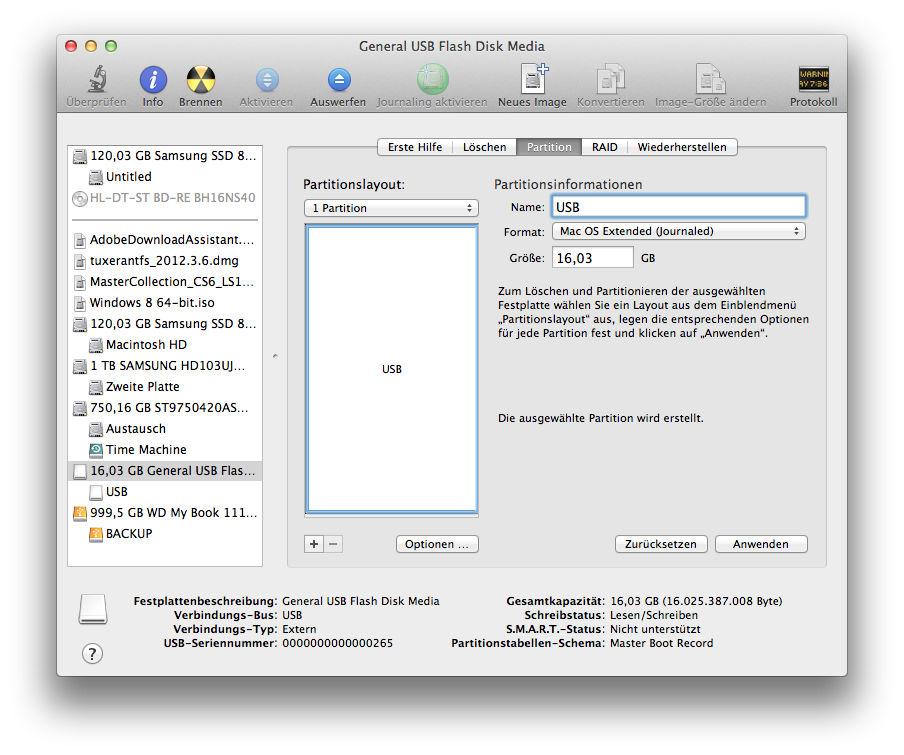 General USB Flash Disk Media
Überprüfen Info Brennen Aktivieren Auswerfen Journaling aktivieren Neues Image Konvertieren Image-Größe ändern Protokoll
WARNIN
AY 7:36
120,03 GB Samsung SSD 8...
Untitled
HL-DT-ST BD-RE BH16NS40
AdobeDownloadAssistant....
tuxerantfs_2012.3.6.dmg
MasterCollection_CS6_LS1...
Windows 8 64-bit.iso
120,03 GB Samsung SSD 8...
Macintosh HD
1 TB SAMSUNG HD103UJ...
Zweite Platte
750,16 GB ST9750420AS...
Austausch
Time Machine
16,03 GB General USB Flas...
USB
999,5 GB WD My Book 111...
BACKUP
Erste Hilfe Löschen Partition RAID Wiederherstellen
Partitionslayout:
1 Partition
USB
+ −
Optionen ...
Partitionsinformationen
Name: USB
Format: Mac OS Extended (Journaled)
Größe: 16,03 GB
Zum Löschen und Partitionieren der ausgewählten
Festplatte wählen Sie ein Layout aus dem Einblendmenü
„Partitionslayout“ aus, legen die entsprechenden Optionen
für jede Partition fest und klicken auf „Anwenden“.
Die ausgewählte Partition wird erstellt.
Zurücksetzen Anwenden
Festplattenbeschreibung: General USB Flash Disk Media
Verbindungs-Bus: USB
Verbindungs-Typ: Extern
USB-Seriennummer: 0000000000000265
Gesamtkapazität: 16,03 GB (16.025.387.008 Byte)
Schreibstatus: Lesen/Schreiben
S.M.A.R.T.-Status: Nicht unterstützt
Partitionstabellen-Schema: Master Boot Record
?